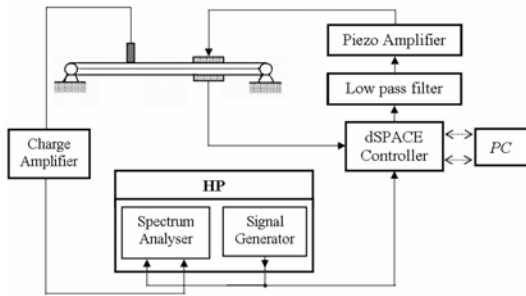 Piezo Amplifier
Low pass filter
Charge
Amplifier
dSPACE
Controller
PC
HP
Spectrum
Analyser
Signal
Generator